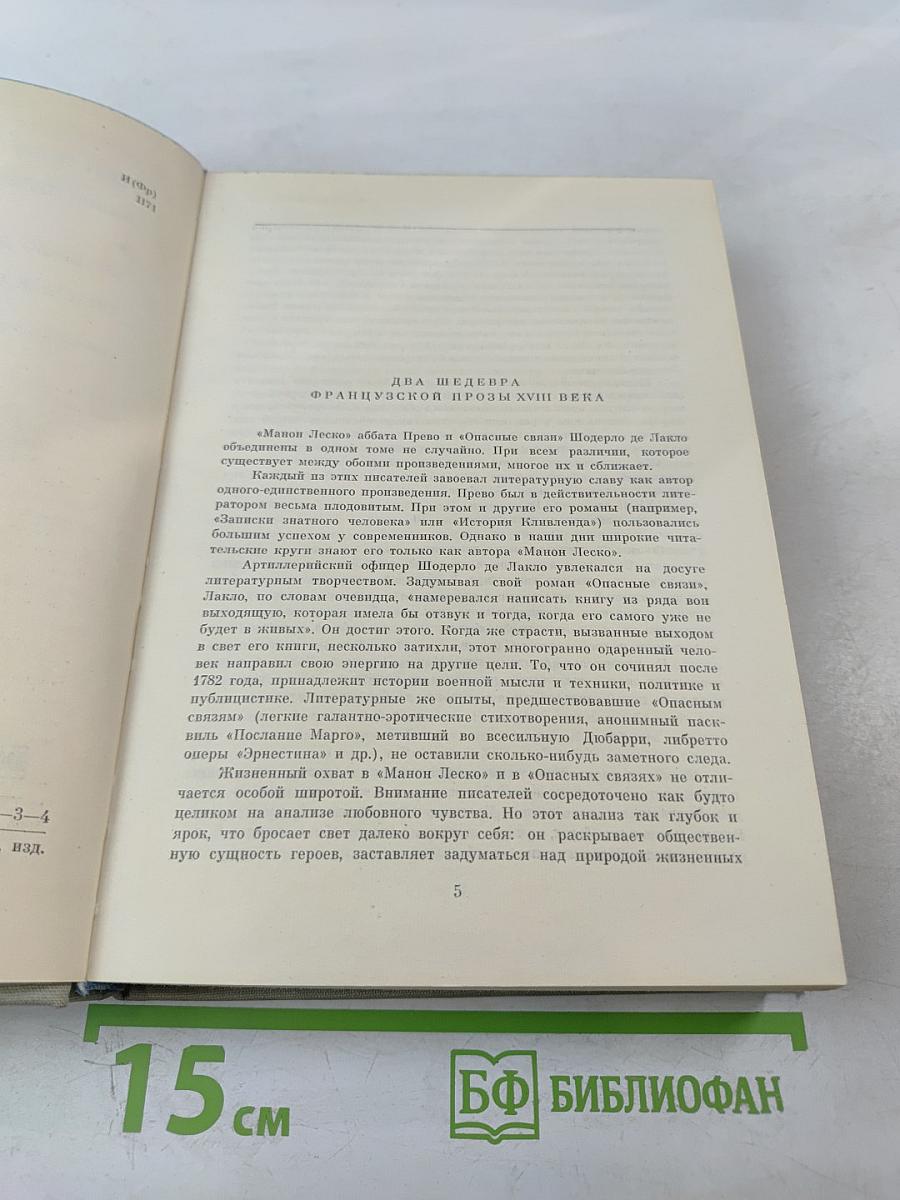 И(Фр)
П71
—3—4
изд.
ДВА ШЕДЕВРА
ФРАНЦУЗСКОЙ ПРОЗЫ XVIII ВЕКА
«Манон Леско» аббата Прево и «Опасные связи» Шодерло де Лакло
объединены в одном томе не случайно. При всем различии, которое
существует между обоими произведениями, многое их и сближает.
Каждый из этих писателей завоевал литературную славу как автор
одного-единственного произведения. Прево был в действительности лите-
ратором весьма плодовитым. При этом и другие его романы (например,
«Записки знатного человека» или «История Кливленда») пользовались
большим успехом у современников. Однако в наши дни широкие чита-
тельские круги знают его только как автора «Манон Леско».
Артиллерийский офицер Шодерло де Лакло увлекался на досуге
литературным творчеством. Задумывая свой роман «Опасные связи»,
Лакло, по словам очевидца, «намеревался написать книгу из ряда вон
выходящую, которая имела бы отзвук и тогда, когда его самого уже не
будет в живых». Он достиг этого. Когда же страсти, вызванные выходом
в свет его книги, несколько затихли, этот многогранно одаренный чело-
век направил свою энергию на другие цели. То, что он сочинял после
1782 года, принадлежит истории военной мысли и техники, политике и
публицистике. Литературные же опыты, предшествовавшие «Опасным
связям» (легкие галантно-эротические стихотворения, анонимный паск-
виль «Послание Марго», метивший во всесильную Дюбарри, либретто
оперы «Эрнестина» и др.), не оставили сколько-нибудь заметного следа.
Жизненный охват в «Манон Леско» и в «Опасных связях» не отли-
чается особой широтой. Внимание писателей сосредоточено как будто
целиком на анализе любовного чувства. Но этот анализ так глубок и
ярок, что бросает свет далеко вокруг себя: он раскрывает обществен-
ную сущность героев, заставляет задуматься над природой жизненных
5
15 см
БФ БИБЛИОФАН